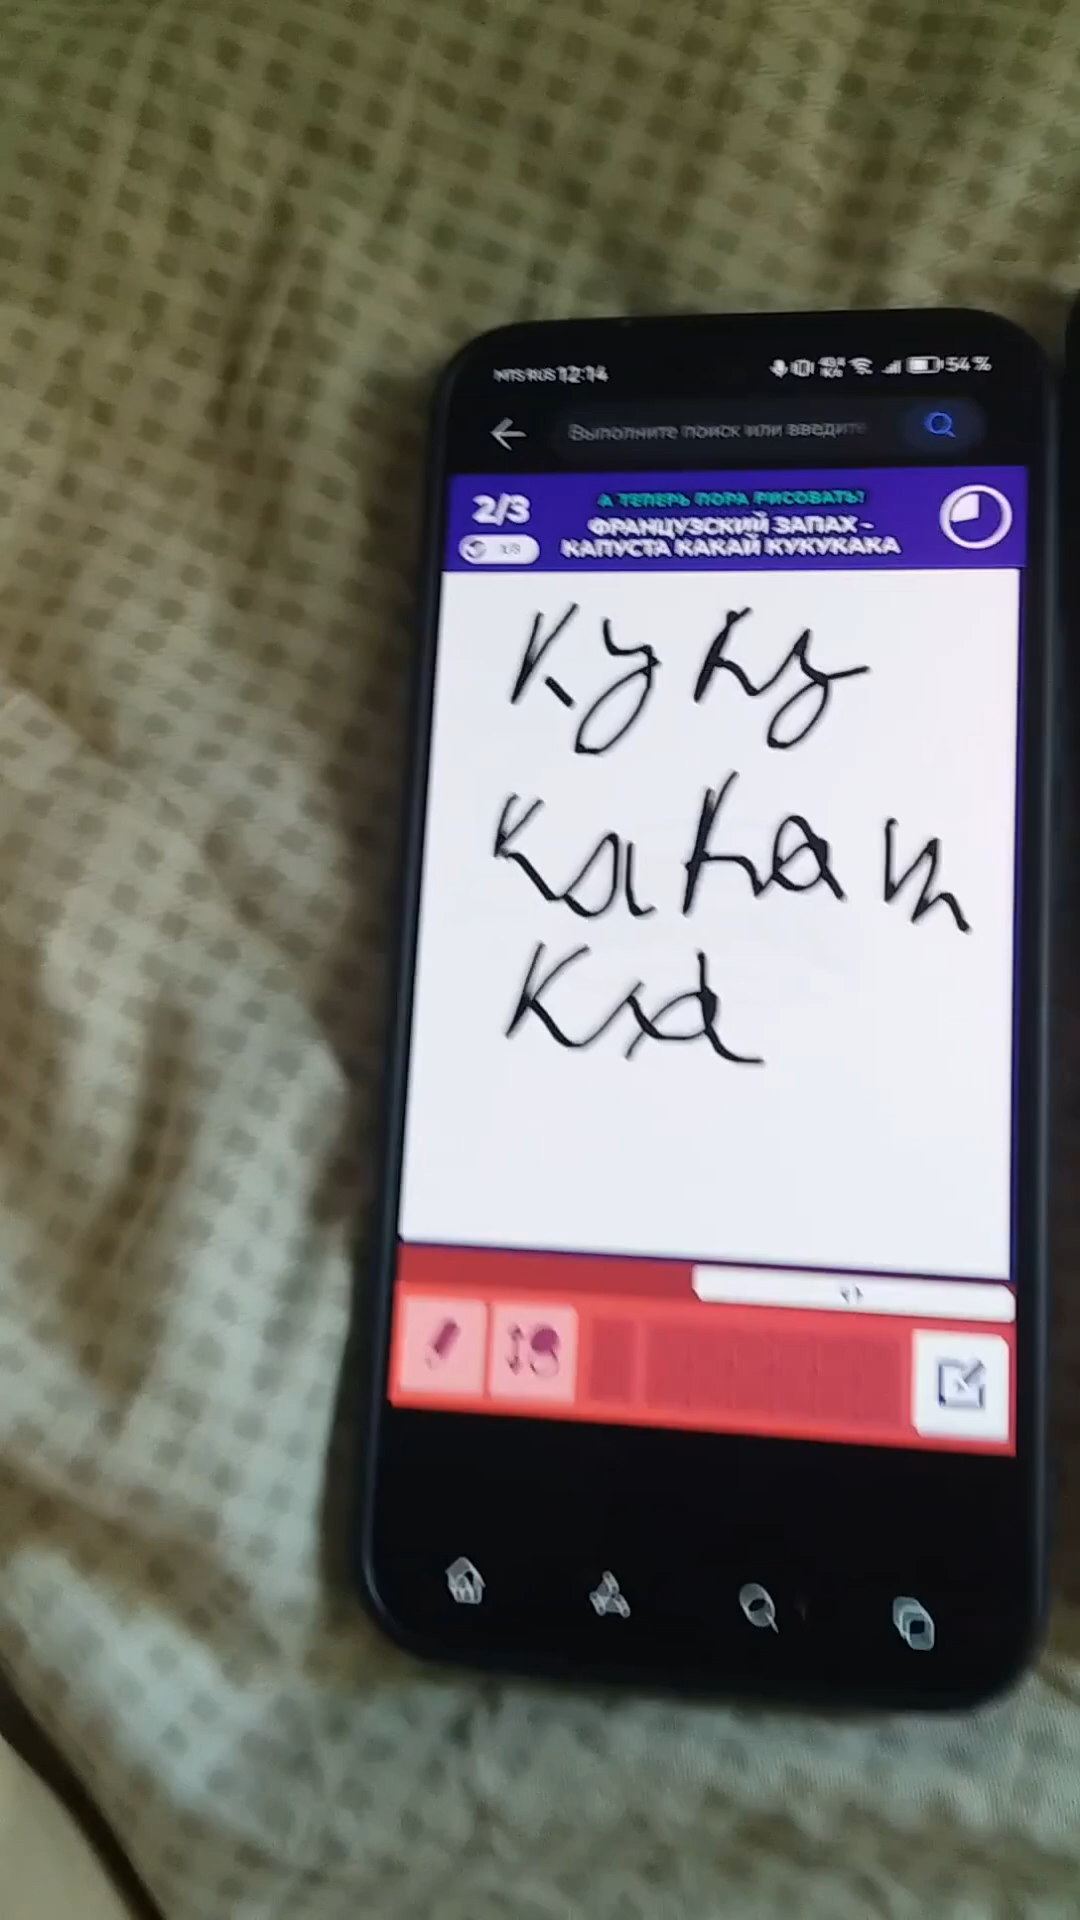 MTS RUS 12:14
54%
Выполните поиск или введите
2/3
А ТЕПЕРЬ ПОРА РИСОВАТЬ!
ФРАНЦУЗСКИЙ ЗАПАХ -
КАПУСТА КАКАЙ КУКУКАКА
Куку
Какай
Ка